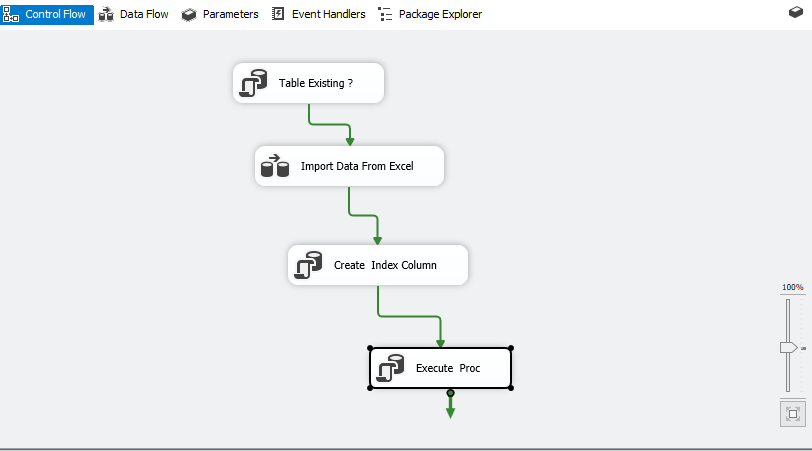 Control Flow
Data Flow
Parameters
Event Handlers
Package Explorer
Table Existing ?
Import Data From Excel
Create Index Column
100%
Execute Proc